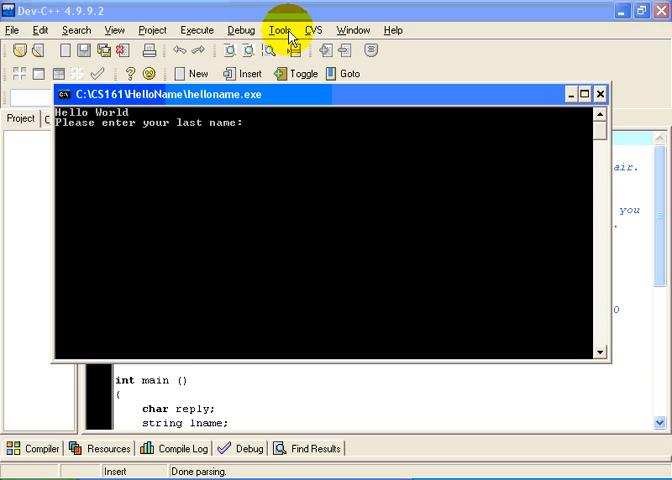 Dev-C++ 4.9.9.2
File Edit Search View Project Execute Debug Tools CVS Window Help
New Insert Toggle Goto
C:\CS161\HelloName\helloname.exe
Project
Hello World
Please enter your last name:
air.
you
int main ()
{
char reply;
string lname;
Compiler Resources Compile Log Debug Find Results
Insert Done parsing.